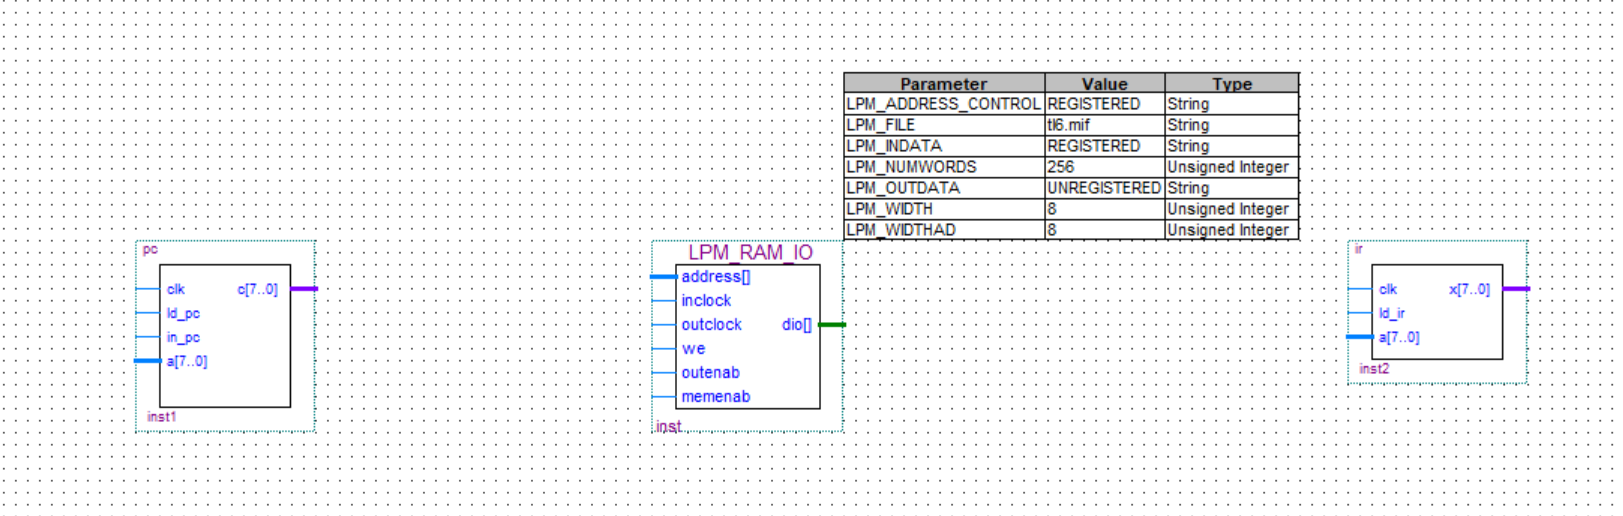 Parameter Value Type
LPM_ADDRESS_CONTROL REGISTERED String
LPM_FILE tl6.mif String
LPM_INDATA REGISTERED String
LPM_NUMWORDS 256 Unsigned Integer
LPM_OUTDATA UNREGISTERED String
LPM_WIDTH 8 Unsigned Integer
LPM_WIDTHAD 8 Unsigned Integer
pc
clk c[7..0]
ld_pc
in_pc
a[7..0]
inst1
LPM_RAM_IO
address[]
inclock
outclock dio[]
we
outenab
memenab
inst
ir
clk x[7..0]
ld_ir
a[7..0]
inst2